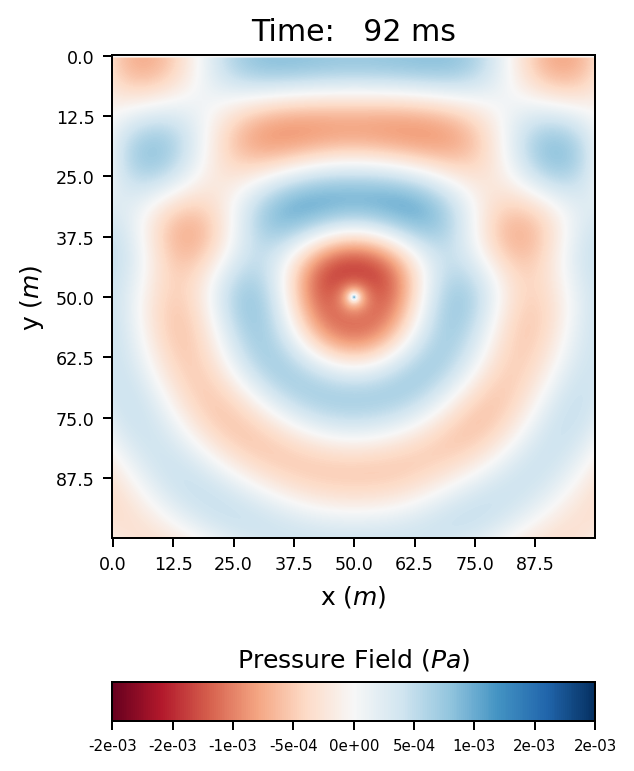 Time: 92 ms
0.0
12.5
25.0
37.5
50.0
62.5
75.0
87.5
y (m)
0.0 12.5 25.0 37.5 50.0 62.5 75.0 87.5
x (m)
Pressure Field (Pa)
-2e-03 -2e-03 -1e-03 -5e-04 0e+00 5e-04 1e-03 2e-03 2e-03